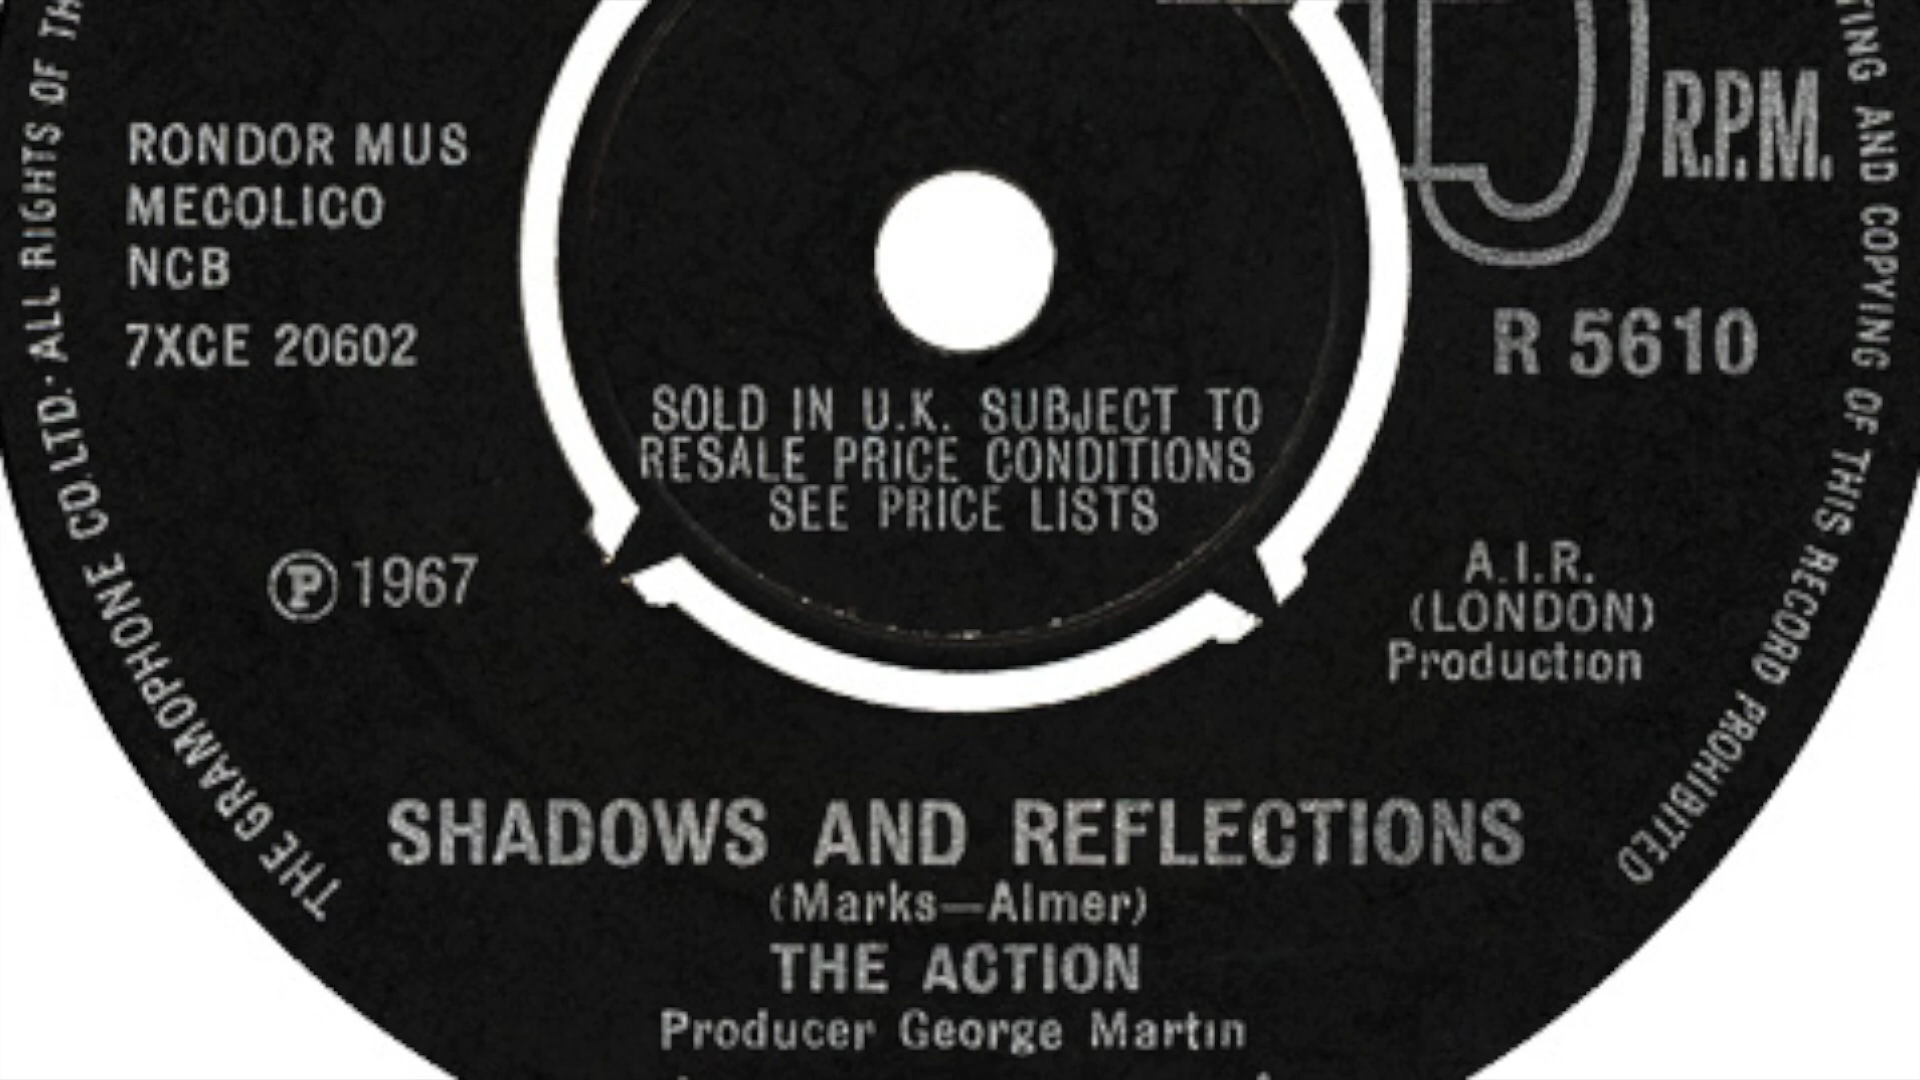 RONDOR MUS
MECOLICO
NCB
7XCE 20602
℗ 1967
SOLD IN U.K. SUBJECT TO
RESALE PRICE CONDITIONS
SEE PRICE LISTS
R.P.M.
R 5610
A.I.R.
(LONDON)
Production
SHADOWS AND REFLECTIONS
(Marks—Almer)
THE ACTION
Producer George Martin
THE GRAMOPHONE CO. LTD. · ALL RIGHTS OF
AND COPYING OF THIS RECORD PROHIBITED